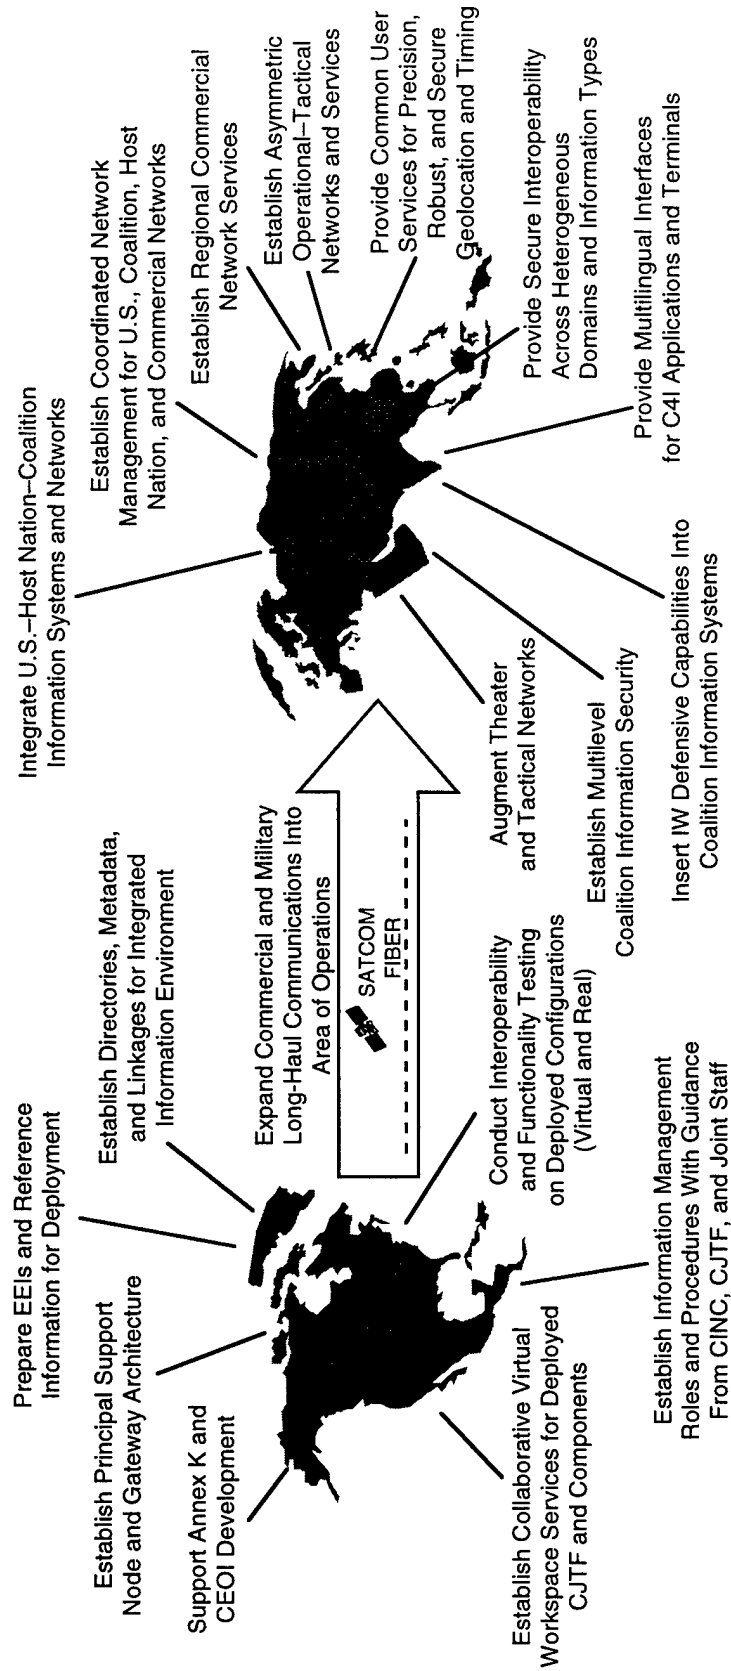 Prepare EEIs and Reference
Information for Deployment
Establish Principal Support
Node and Gateway Architecture
Support Annex K and
CEOI Development
Establish Directories, Metadata,
and Linkages for Integrated
Information Environment
Expand Commercial and Military
Long-Haul Communications Into
Area of Operations
SATCOM
FIBER
Conduct Interoperability
and Functionality Testing
on Deployed Configurations
(Virtual and Real)
Establish Collaborative Virtual
Workspace Services for Deployed
CJTF and Components
Establish Information Management
Roles and Procedures With Guidance
From CINC, CJTF, and Joint Staff
Integrate U.S.–Host Nation–Coalition
Information Systems and Networks
Establish Coordinated Network
Management for U.S., Coalition, Host
Nation, and Commercial Networks
Establish Regional Commercial
Network Services
Establish Asymmetric
Operational–Tactical
Networks and Services
Provide Common User
Services for Precision,
Robust, and Secure
Geolocation and Timing
Provide Secure Interoperability
Across Heterogeneous
Domains and Information Types
Provide Multilingual Interfaces
for C4I Applications and Terminals
Augment Theater
and Tactical Networks
Establish Multilevel
Coalition Information Security
Insert IW Defensive Capabilities Into
Coalition Information Systems